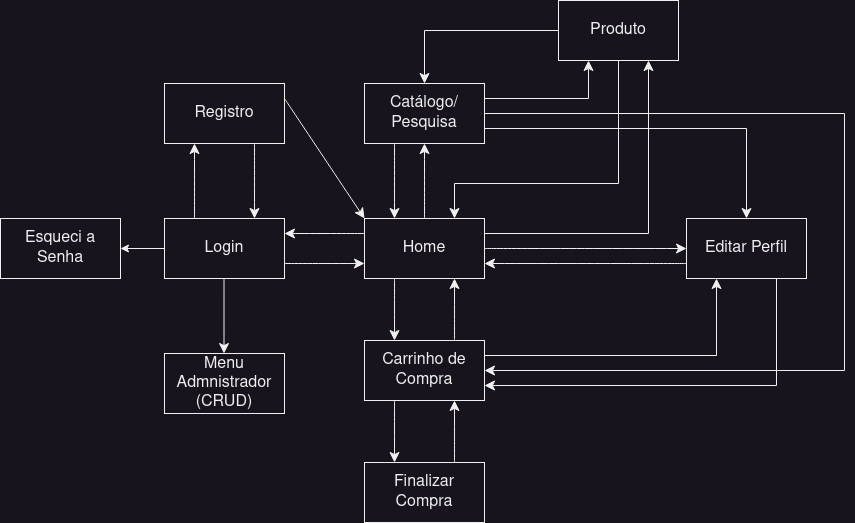 Produto
Catálogo/
Pesquisa
Registro
Esqueci a
Senha
Login
Home
Editar Perfil
Menu
Admnistrador
(CRUD)
Carrinho de
Compra
Finalizar
Compra